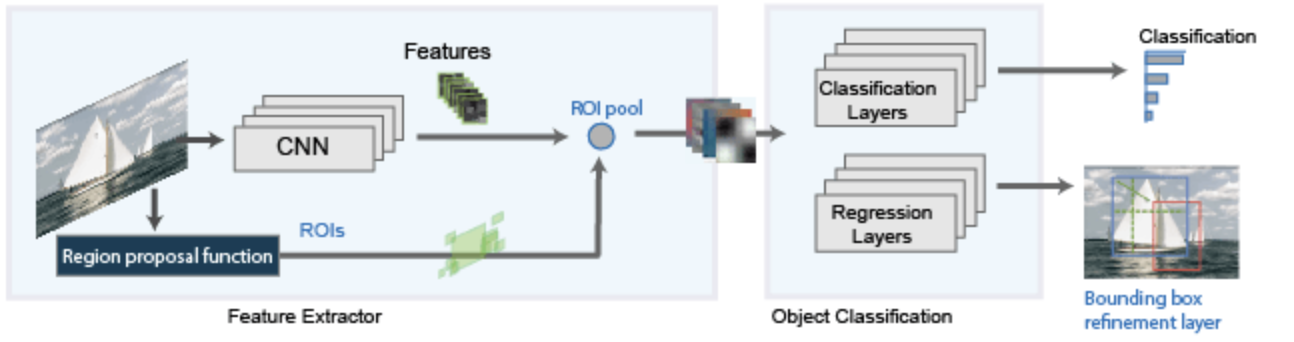 Features
CNN
ROI pool
Region proposal function
ROIs
Feature Extractor
Classification
Layers
Regression
Layers
Object Classification
Classification
Bounding box
refinement layer